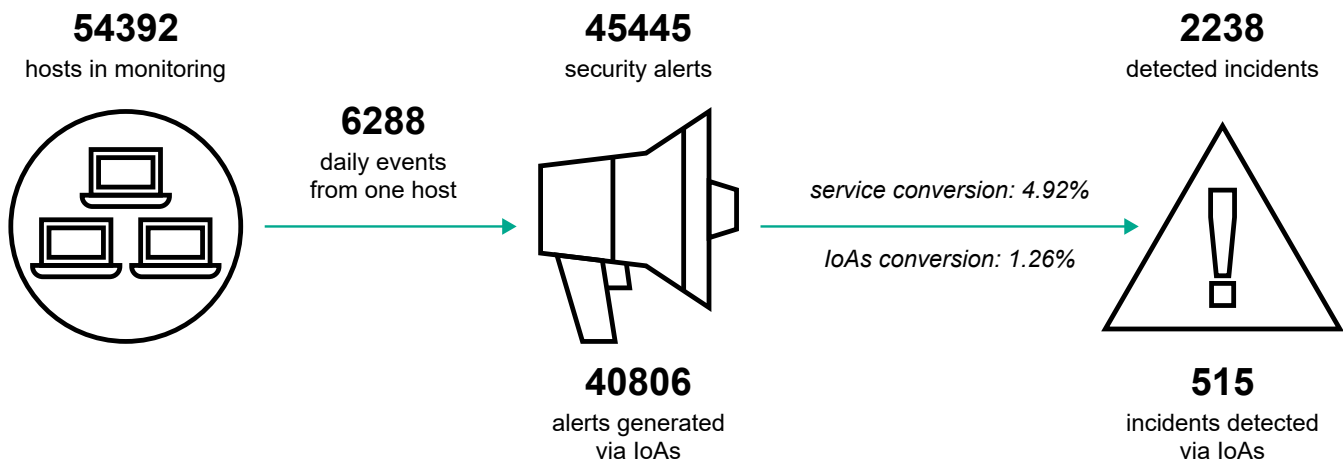 54392
hosts in monitoring
6288
daily events
from one host
45445
security alerts
40806
alerts generated
via IoAs
service conversion: 4.92%
IoAs conversion: 1.26%
2238
detected incidents
515
incidents detected
via IoAs